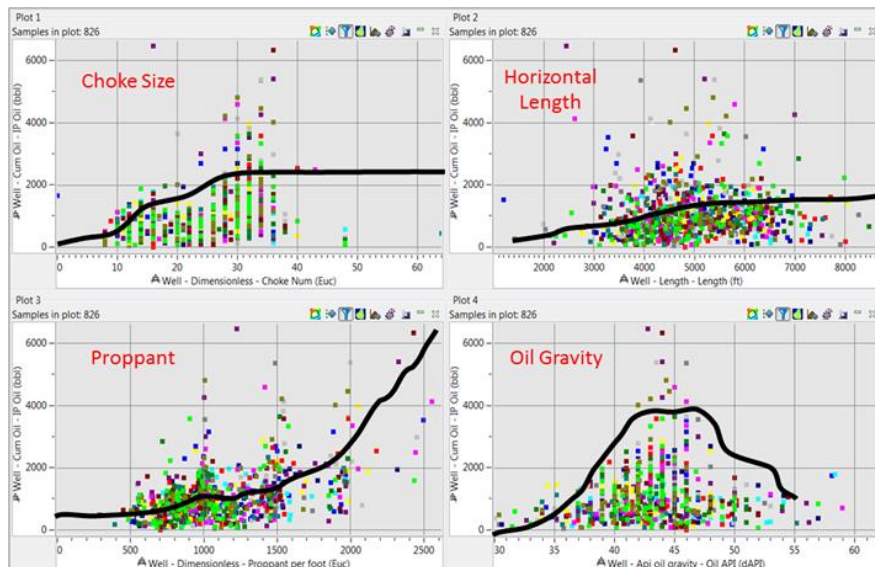 Plot 1
Samples in plot: 826
Choke Size
Well - Cum Oil - IP Oil (bbl)
6000
4000
2000
0
0 10 20 30 40 50 60
Well - Dimensionless - Choke Num (Euc)
Plot 2
Samples in plot: 826
Horizontal
Length
Well - Cum Oil - IP Oil (bbl)
6000
4000
2000
0
2000 3000 4000 5000 6000 7000 8000
Well - Length - Length (ft)
Plot 3
Samples in plot: 826
Proppant
Well - Cum Oil - IP Oil (bbl)
6000
4000
2000
0
0 500 1000 1500 2000 2500
Well - Dimensionless - Proppant per foot (Euc)
Plot 4
Samples in plot: 826
Oil Gravity
Well - Cum Oil - IP Oil (bbl)
6000
4000
2000
0
30 35 40 45 50 55 60
Well - Api oil gravity - Oil API (dAPI)